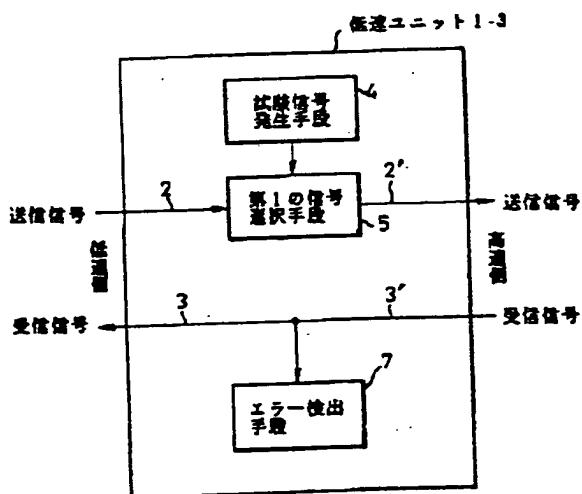 低速ユニット1-3
試験信号
発生手段
4
2
第1の信号
選択手段
2'
5
送信信号
送信信号
低速側
高速側
3
3'
受信信号
受信信号
7
エラー検出
手段